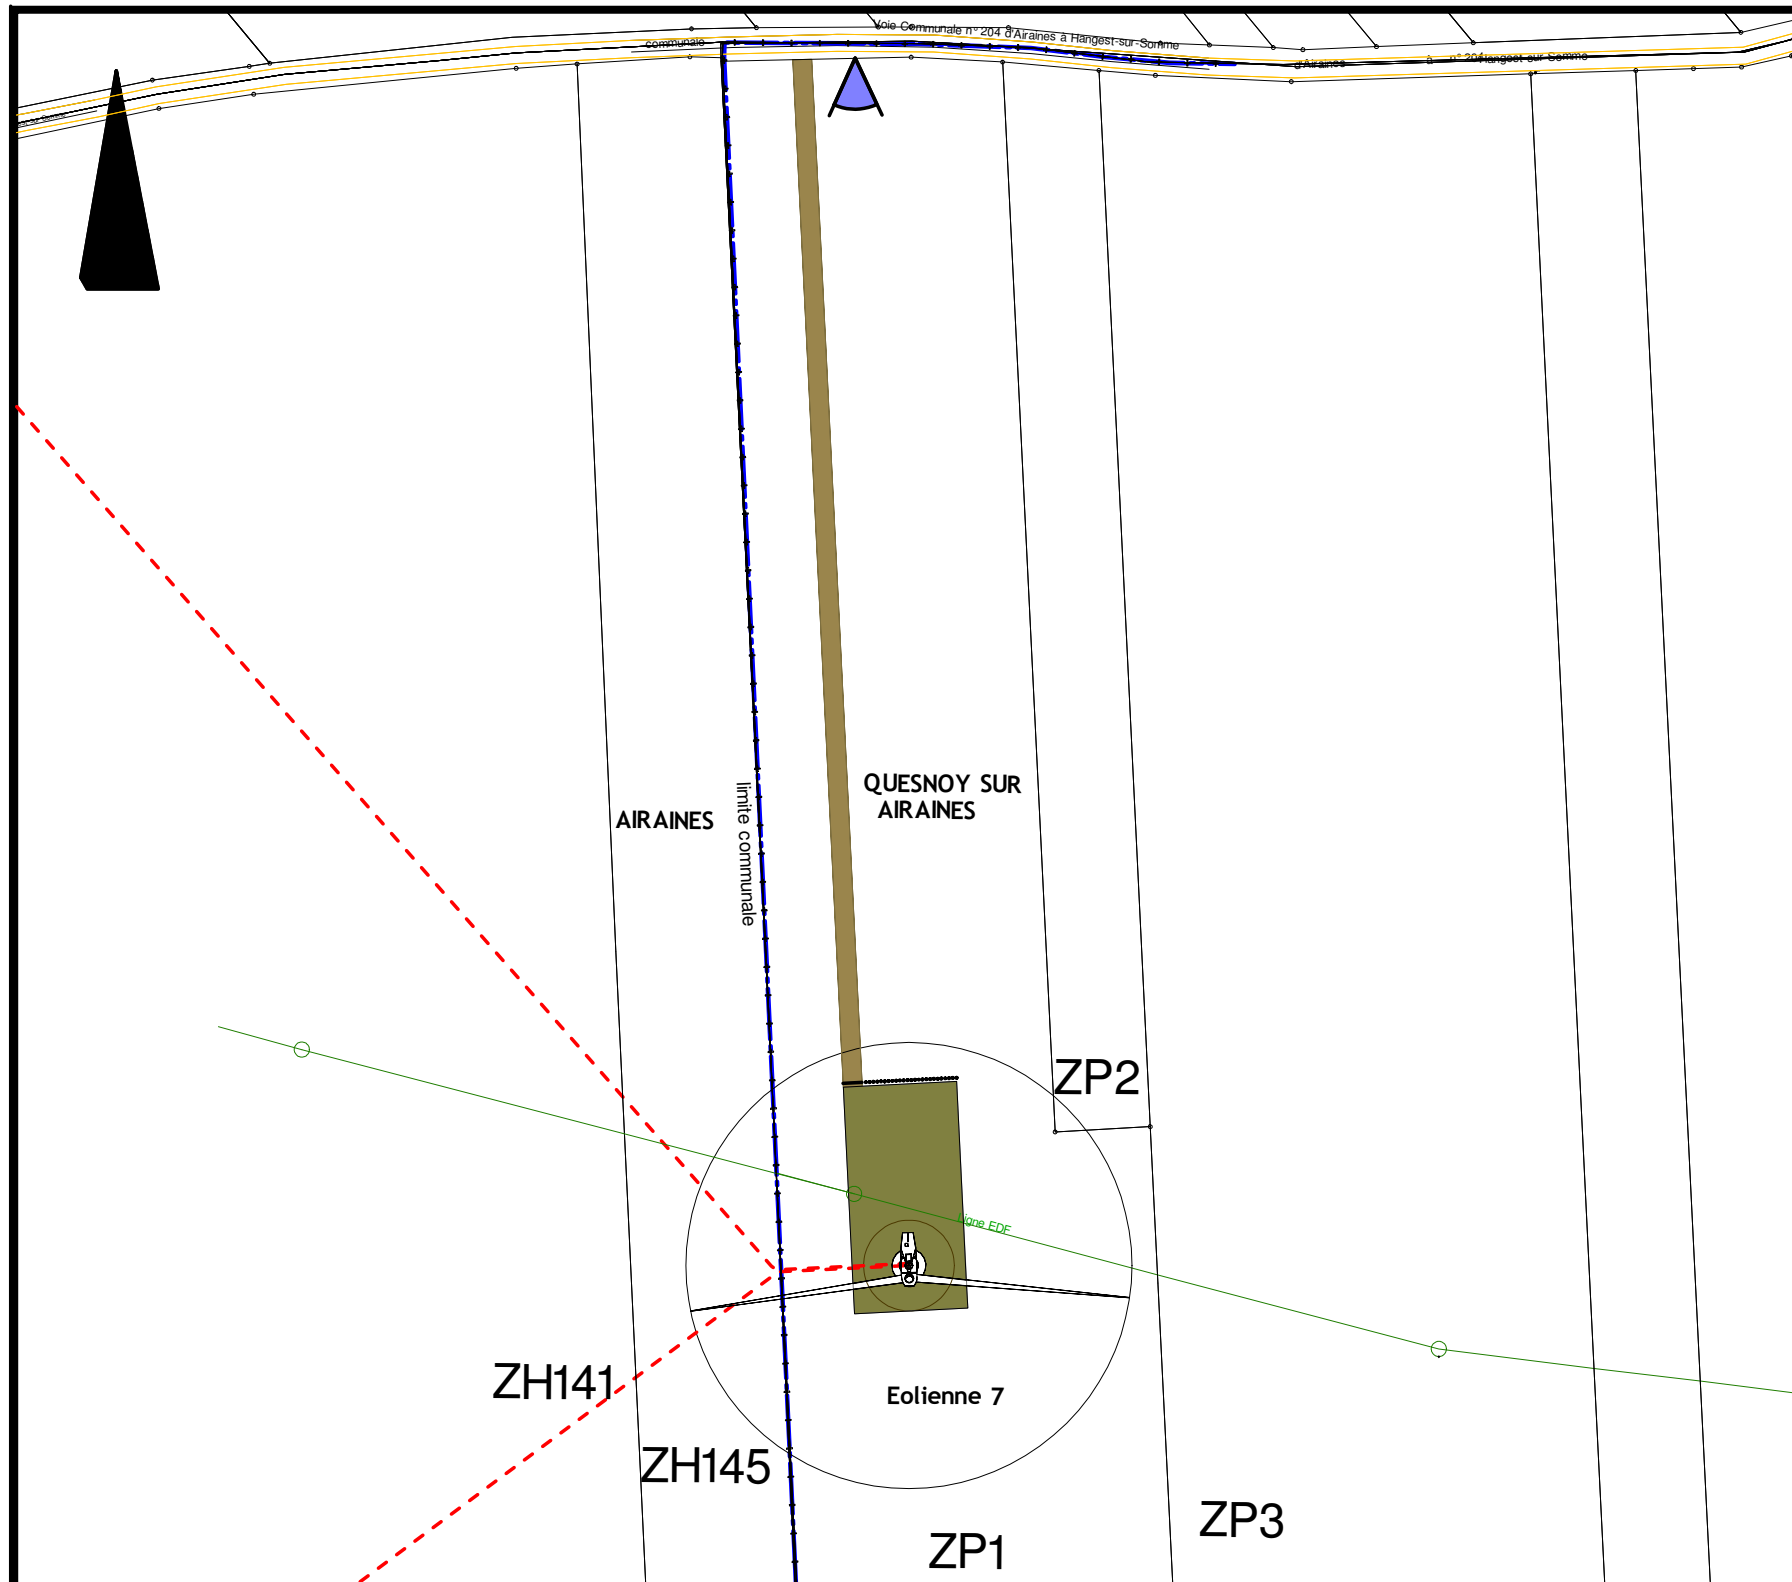 Voie Communale n° 204 d'Airaines à Hangest-sur-Somme
communale
d'Airaines
à
n° 204
Hangest-sur-Somme
QUESNOY SUR
AIRAINES
AIRAINES
limite communale
ZP2
Ligne EDF
ZH141
Eolienne 7
ZH145
ZP3
ZP1